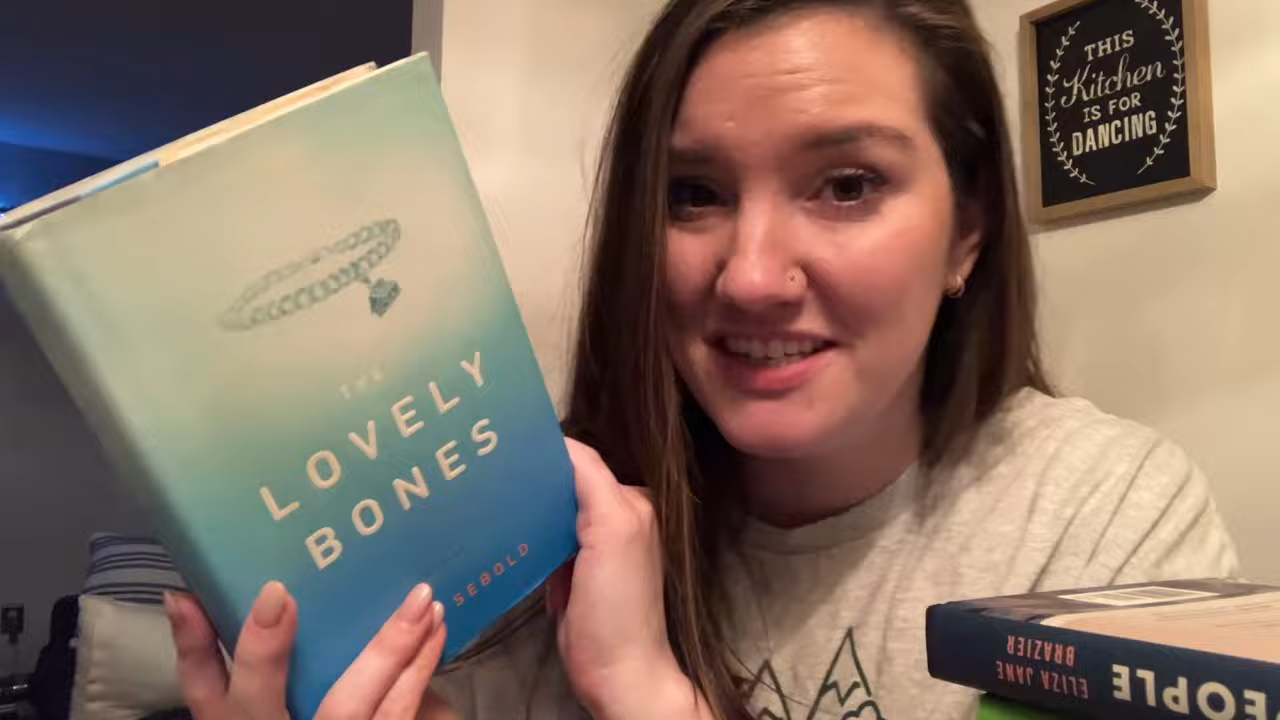 THE
LOVELY
BONES
SEBOLD
THIS
Kitchen
IS FOR
DANCING
ELIZA JANE
BRAZIER
EOPLE